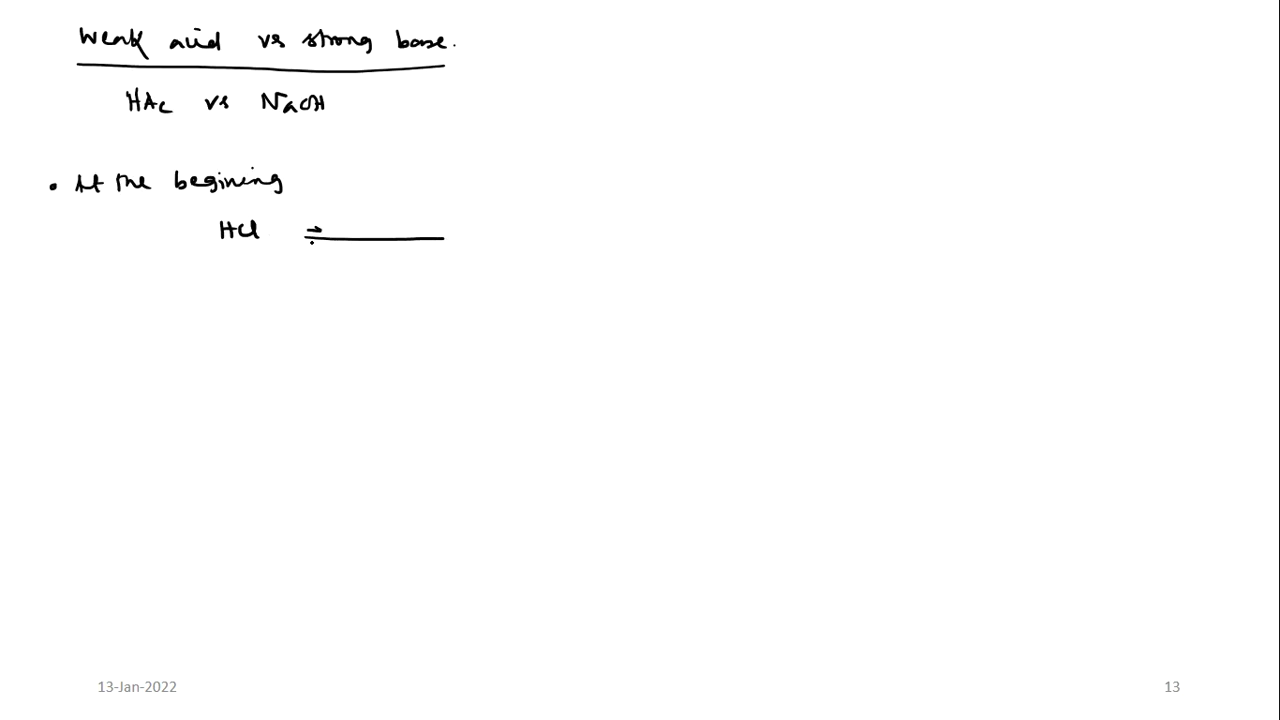 Weak acid vs strong base.
HAc vs NaOH
• At the begining
HCl ⇌
13-Jan-2022
13